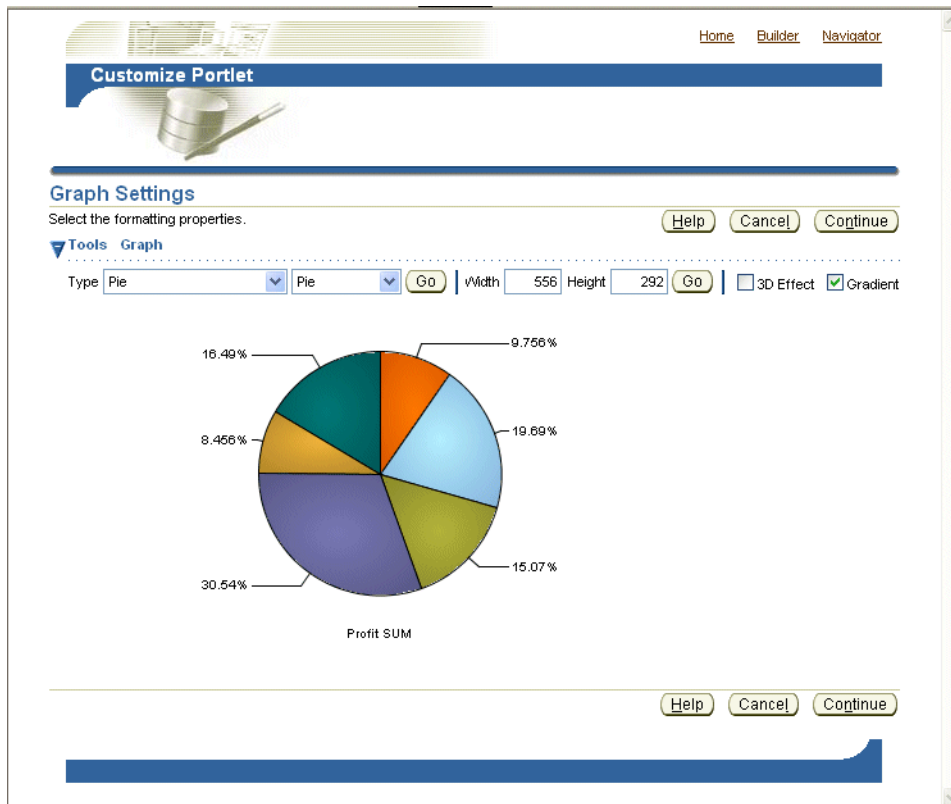 Home Builder Navigator
Customize Portlet
Graph Settings
Select the formatting properties.
Help Cancel Continue
Tools Graph
Type Pie Pie Go Width 556 Height 292 Go 3D Effect Gradient
9.756%
16.49%
19.69%
8.456%
15.07%
30.54%
Profit SUM
Help Cancel Continue